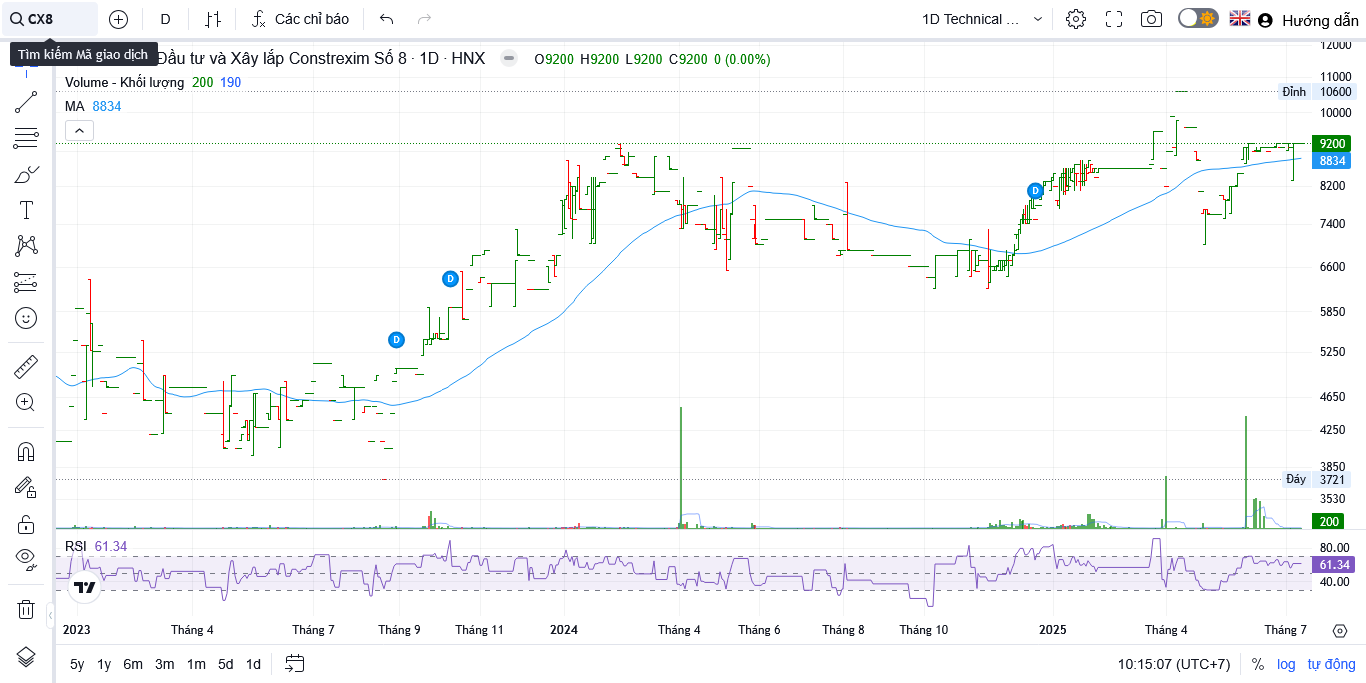 CX8
D
Các chỉ báo
1D Technical ...
Hướng dẫn
Tìm kiếm Mã giao dịch
Đầu tư và Xây lắp Constrexim Số 8 · 1D · HNX
O9200 H9200 L9200 C9200 0 (0.00%)
Volume - Khối lượng 200 190
MA 8834
12000
11000
Đỉnh 10600
10000
9200
8834
8200
7400
6600
5850
5250
4650
4250
3850
Đáy 3721
3530
200
D
D
D
RSI 61.34
80.00
61.34
40.00
2023
Tháng 4
Tháng 7
Tháng 9
Tháng 11
2024
Tháng 4
Tháng 6
Tháng 8
Tháng 10
2025
Tháng 4
Tháng 7
5y 1y 6m 3m 1m 5d 1d
10:15:07 (UTC+7)
% log tự động